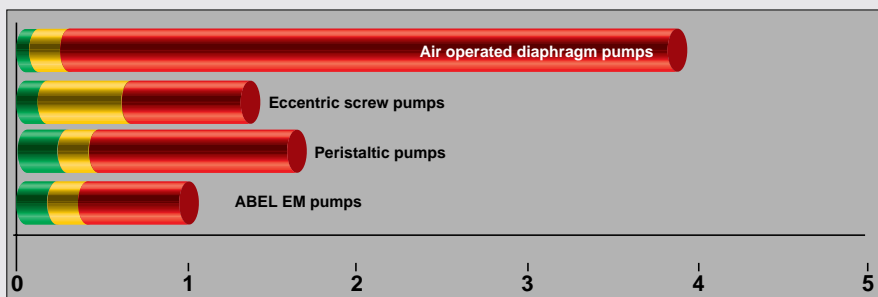 Air operated diaphragm pumps
Eccentric screw pumps
Peristaltic pumps
ABEL EM pumps
0 1 2 3 4 5